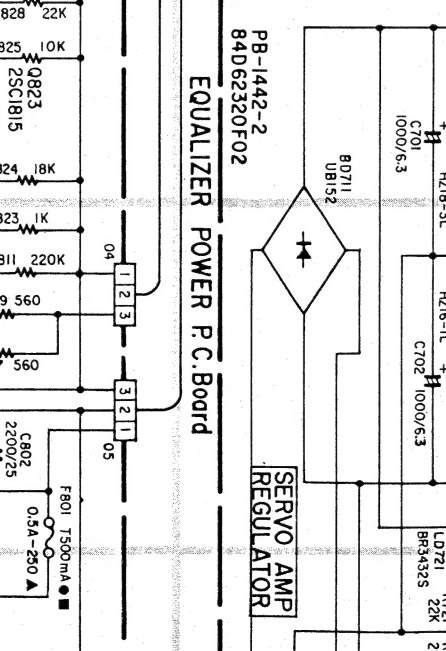 828 22K
825 10K
Q823
2SC1815
824 18K
823 1K
811 220K
9 560
560
04
1
2
3
3
2
1
05
C802
2200/25
F801 T500mA ● ■
0.5A-250 ▲
PB-1442-2
84D62320F02
EQUALIZER POWER P.C.Board
BD711
UB152
C701
1000/6.3
+
C702 1000/6.3
+
SERVO AMP
REGULATOR
LD721
BR3432S
22K
2